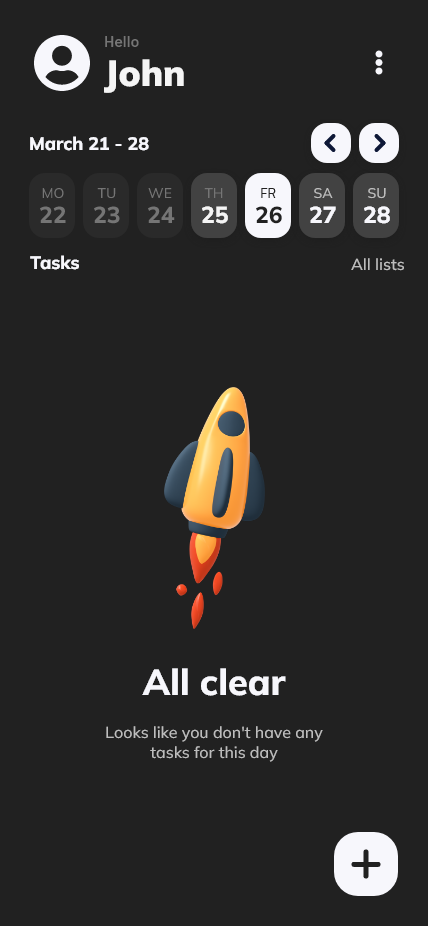 Hello
John
March 21 - 28
MO TU WE TH FR SA SU
22 23 24 25 26 27 28
Tasks All lists
All clear
Looks like you don't have any
tasks for this day